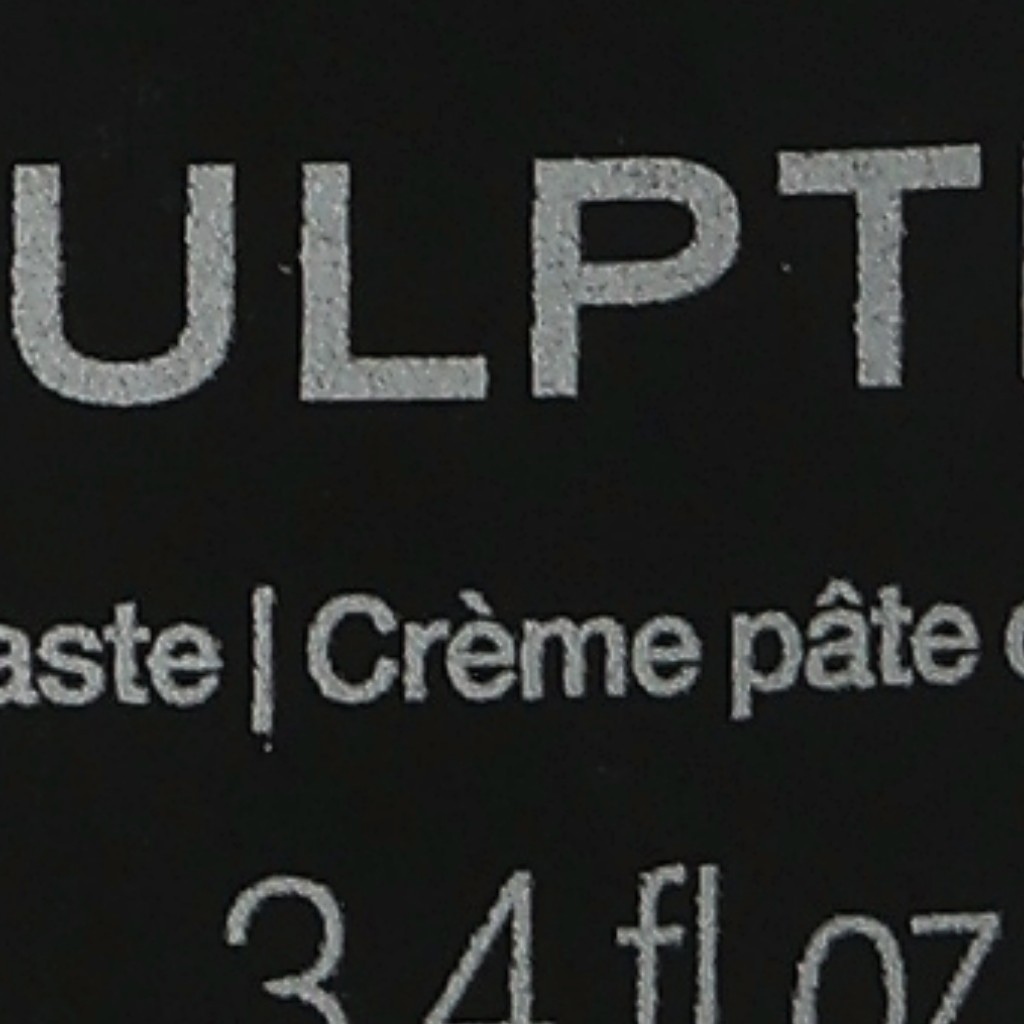 ULPT
aste | Crème pâte
3.4 fl oz